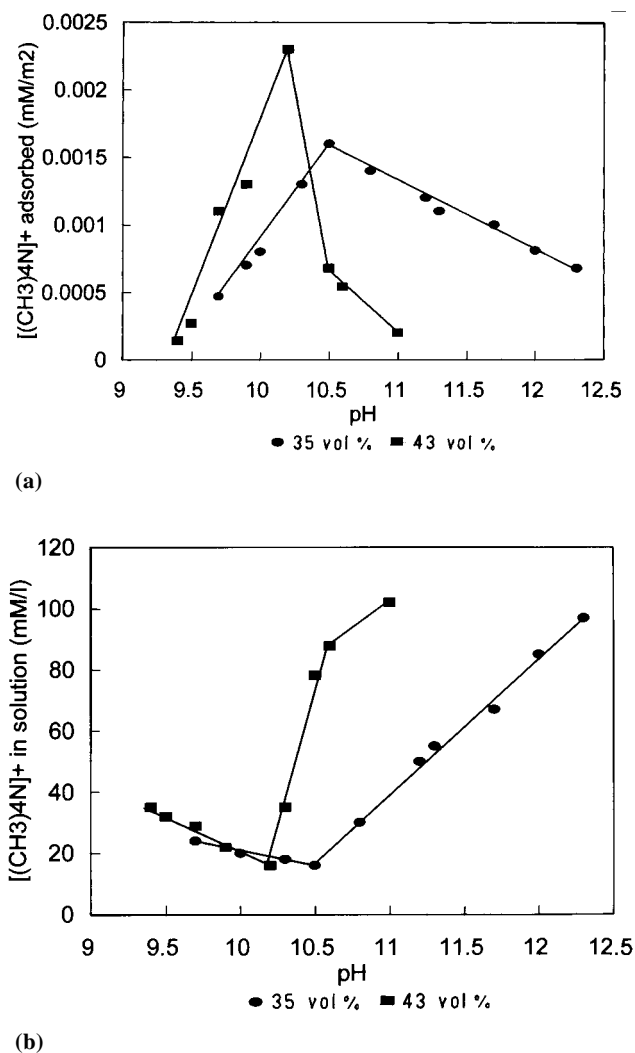 0.0025
0.002
0.0015
0.001
0.0005
0
[(CH3)4N]+ adsorbed (mM/m2)
9 9.5 10 10.5 11 11.5 12 12.5
pH
35 vol % 43 vol %
(a)
120
100
80
60
40
20
0
[(CH3)4N]+ in solution (mM/l)
9 9.5 10 10.5 11 11.5 12 12.5
pH
35 vol % 43 vol %
(b)